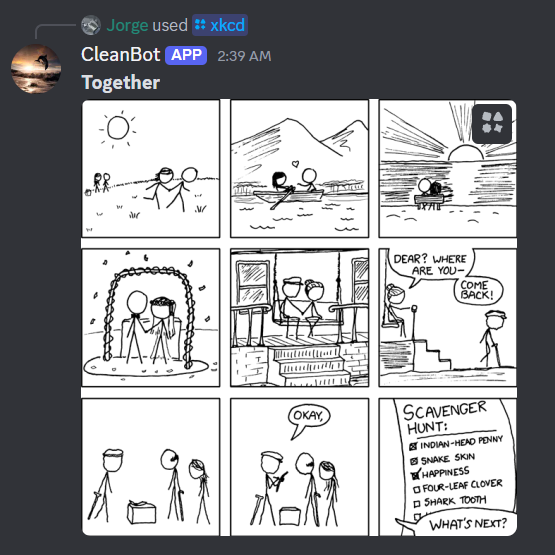 Jorge used xkcd
CleanBot APP 2:39 AM
Together
DEAR? WHERE
ARE YOU–
COME
BACK!
OKAY,
SCAVENGER
HUNT:
INDIAN-HEAD PENNY
SNAKE SKIN
HAPPINESS
FOUR-LEAF CLOVER
SHARK TOOTH
WHAT'S NEXT?